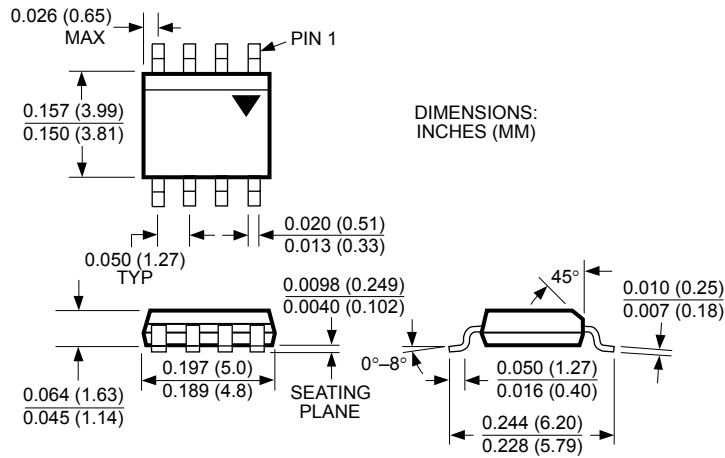 0.026 (0.65)
MAX
PIN 1
0.157 (3.99)
0.150 (3.81)
DIMENSIONS:
INCHES (MM)
0.020 (0.51)
0.013 (0.33)
0.050 (1.27)
TYP
0.0098 (0.249)
0.0040 (0.102)
45°
0.010 (0.25)
0.007 (0.18)
0°–8°
0.064 (1.63)
0.045 (1.14)
0.197 (5.0)
0.189 (4.8)
SEATING
PLANE
0.050 (1.27)
0.016 (0.40)
0.244 (6.20)
0.228 (5.79)